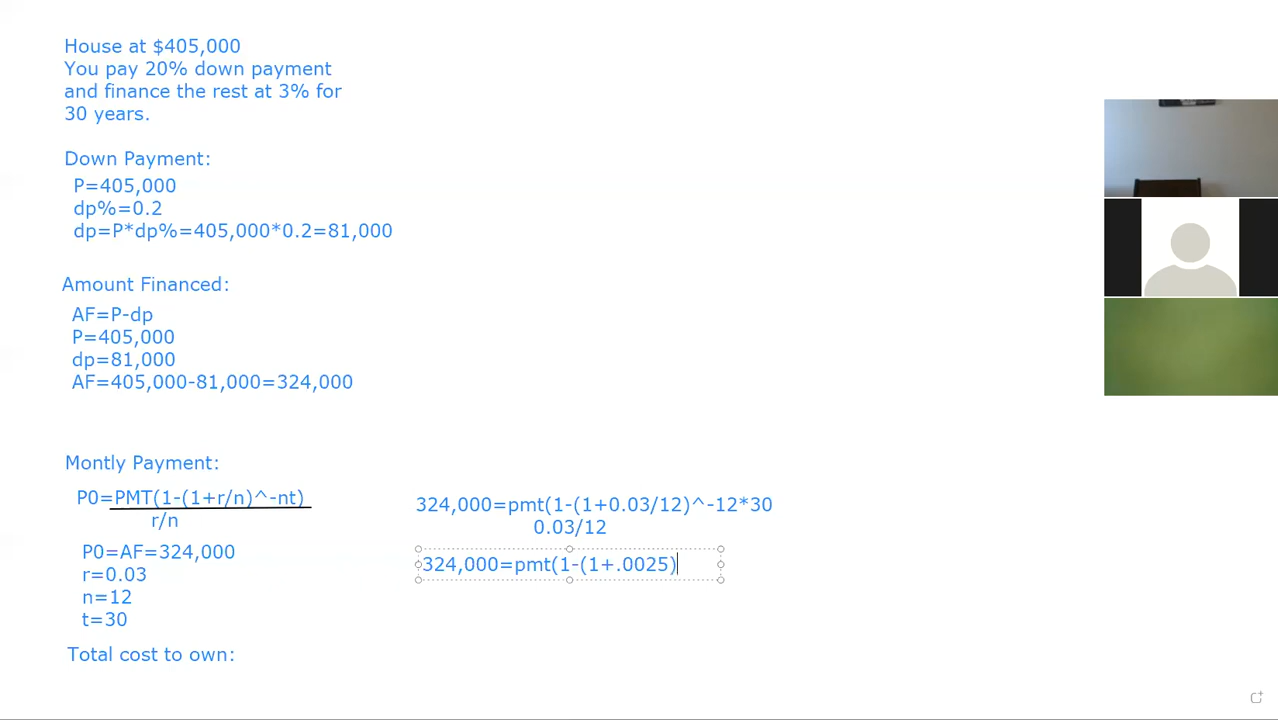 House at $405,000
You pay 20% down payment
and finance the rest at 3% for
30 years.
Down Payment:
P=405,000
dp%=0.2
dp=P*dp%=405,000*0.2=81,000
Amount Financed:
AF=P-dp
P=405,000
dp=81,000
AF=405,000-81,000=324,000
Montly Payment:
P0=PMT(1-(1+r/n)^-nt)
r/n
P0=AF=324,000
r=0.03
n=12
t=30
324,000=pmt(1-(1+0.03/12)^-12*30
0.03/12
324,000=pmt(1-(1+.0025)
Total cost to own: